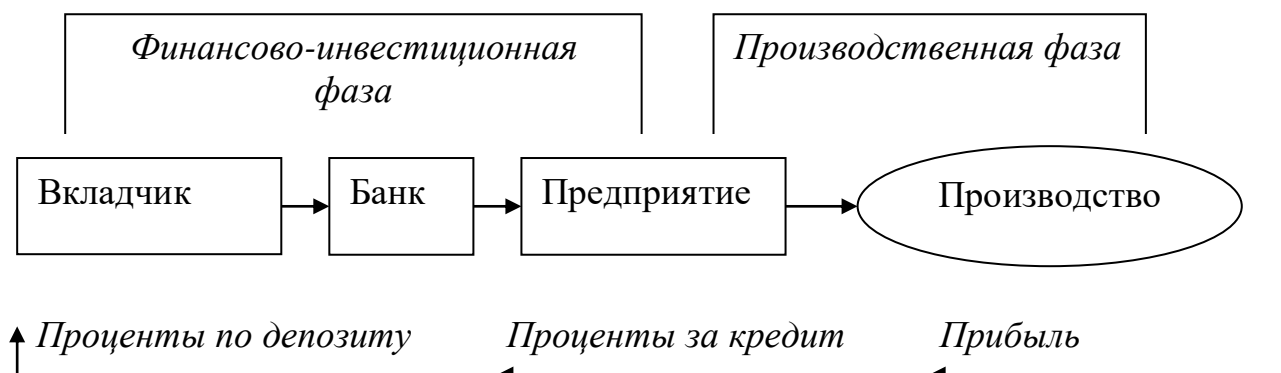 Финансово-инвестиционная
фаза
Производственная фаза
Вкладчик
Банк
Предприятие
Производство
Проценты по депозиту
Проценты за кредит
Прибыль